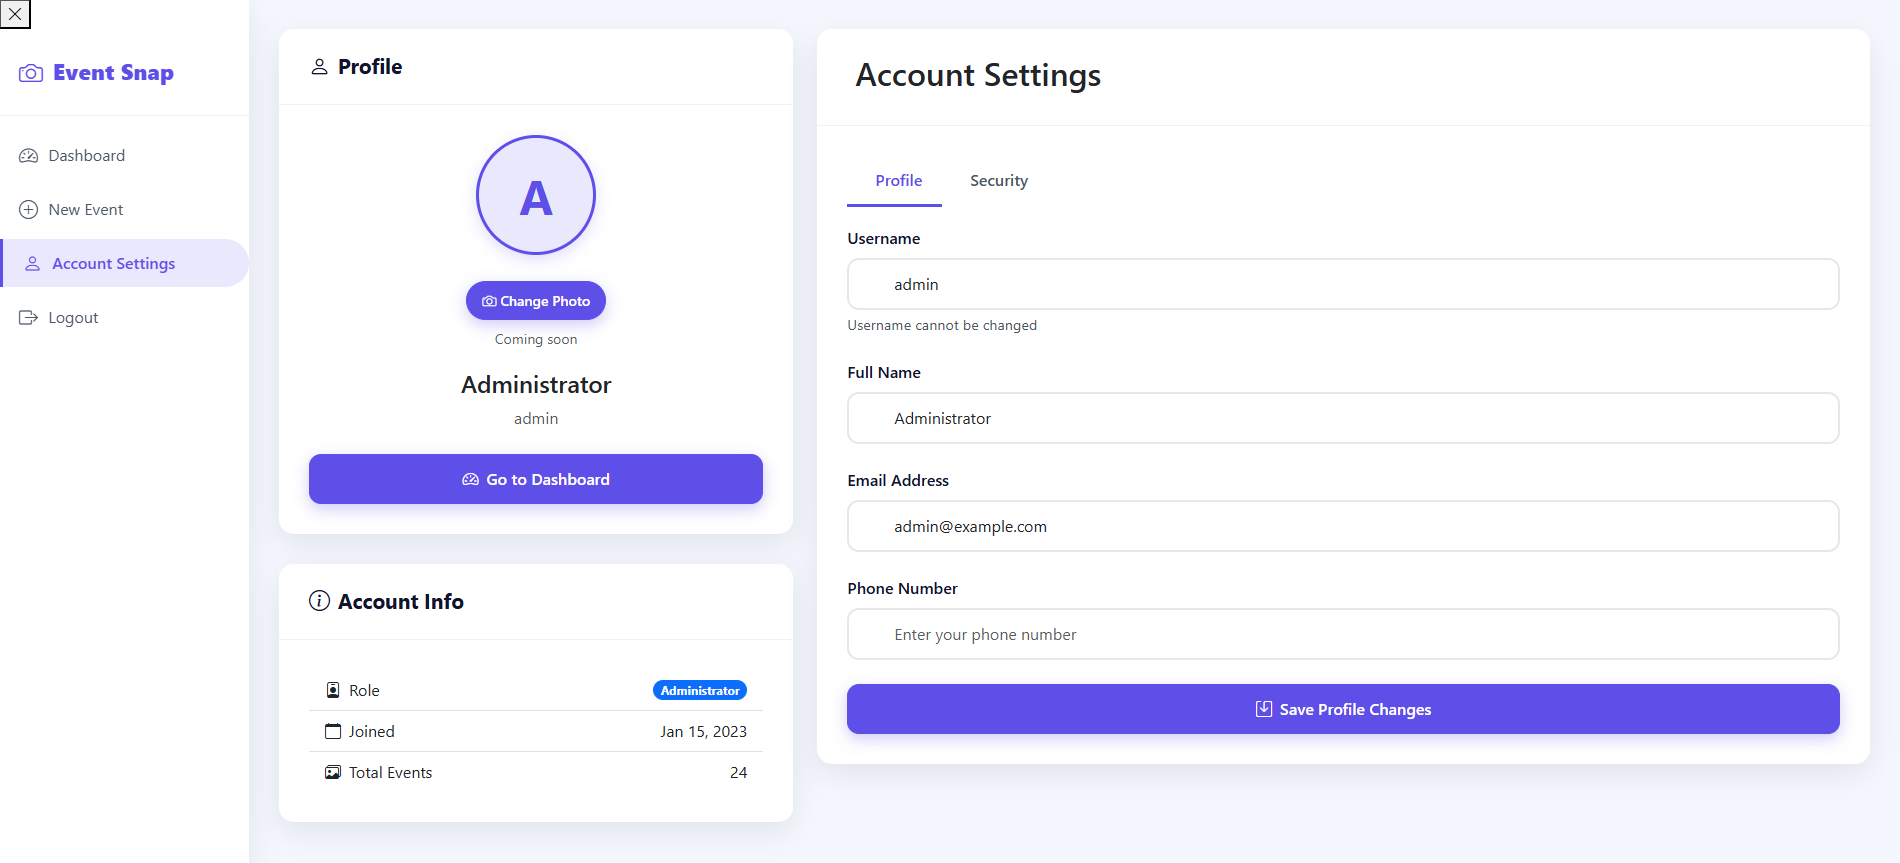 Event Snap
Dashboard
New Event
Account Settings
Logout
Profile
A
Change Photo
Coming soon
Administrator
admin
Go to Dashboard
Account Info
Role Administrator
Joined Jan 15, 2023
Total Events 24
Account Settings
Profile Security
Username
admin
Username cannot be changed
Full Name
Administrator
Email Address
admin@example.com
Phone Number
Enter your phone number
Save Profile Changes